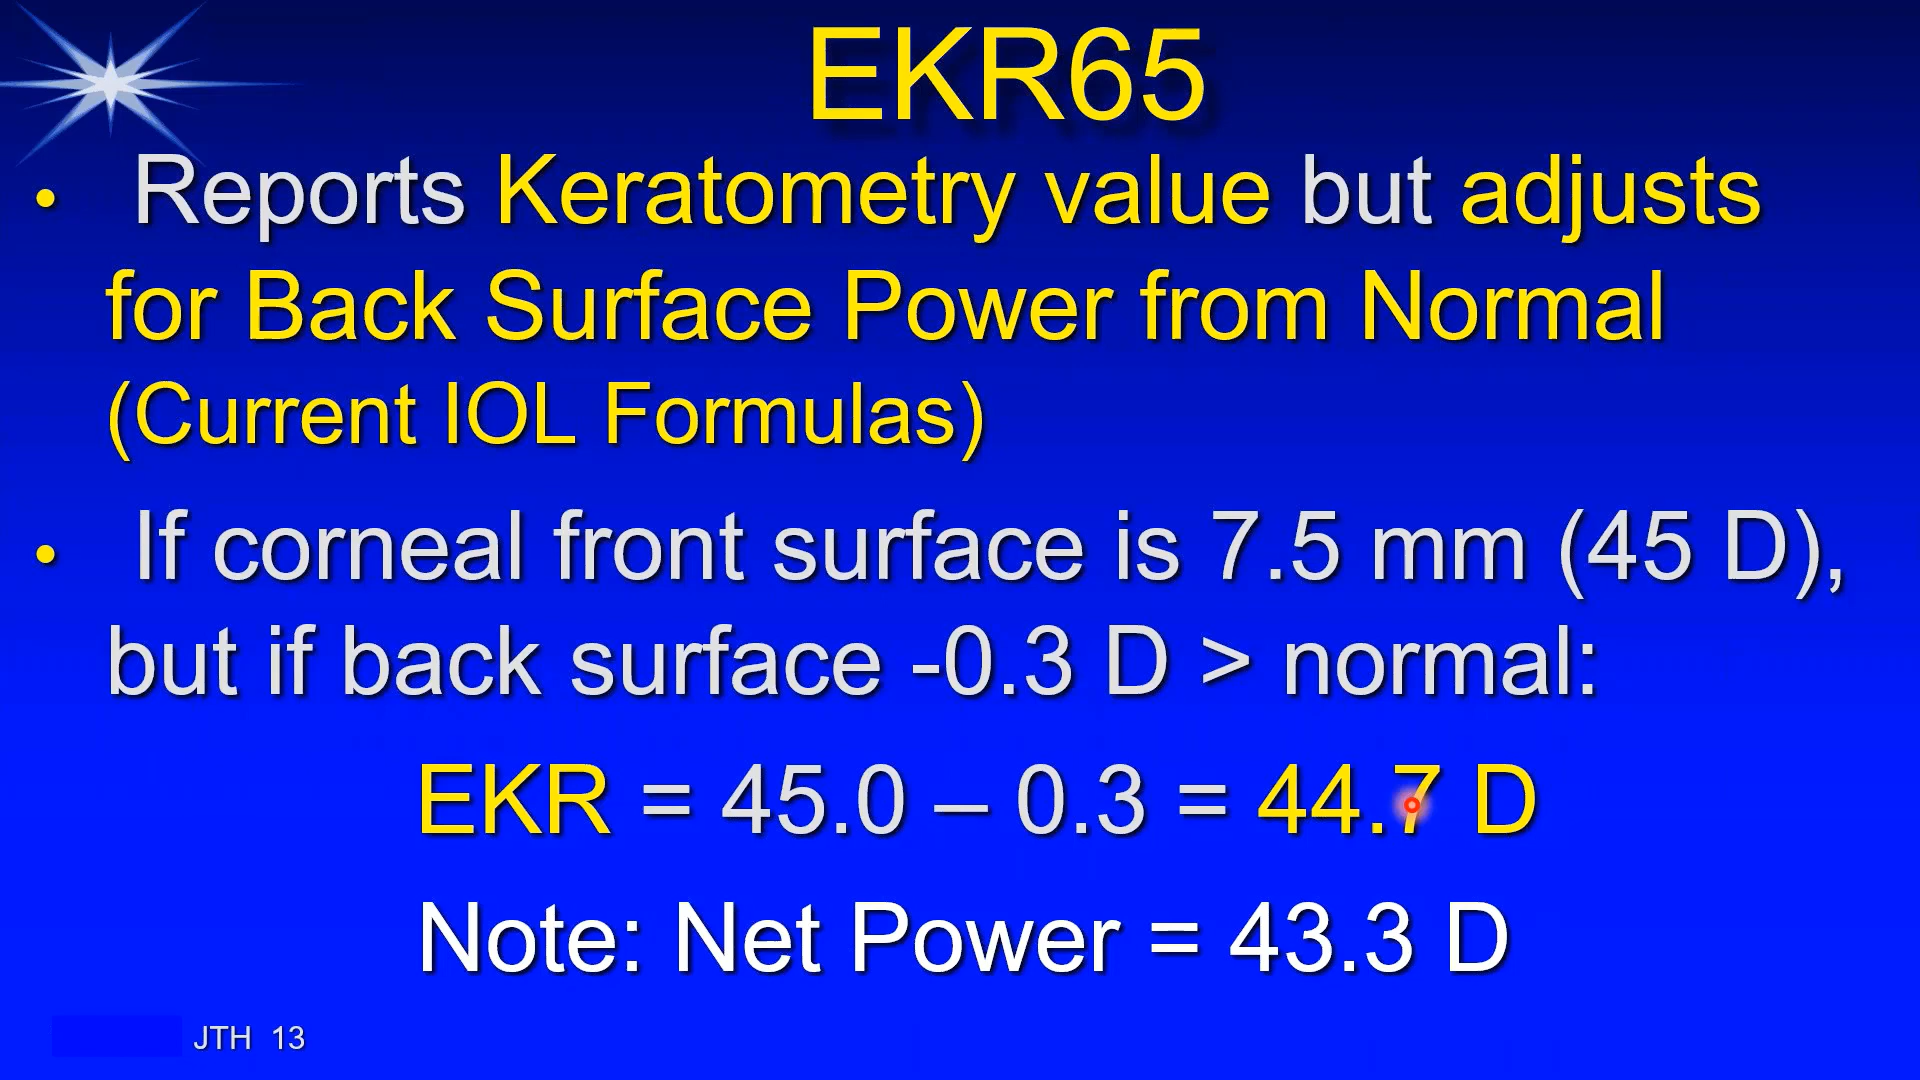 EKR65
• Reports Keratometry value but adjusts
for Back Surface Power from Normal
(Current IOL Formulas)
• If corneal front surface is 7.5 mm (45 D),
but if back surface -0.3 D > normal:
EKR = 45.0 – 0.3 = 44.7 D
Note: Net Power = 43.3 D
JTH 13